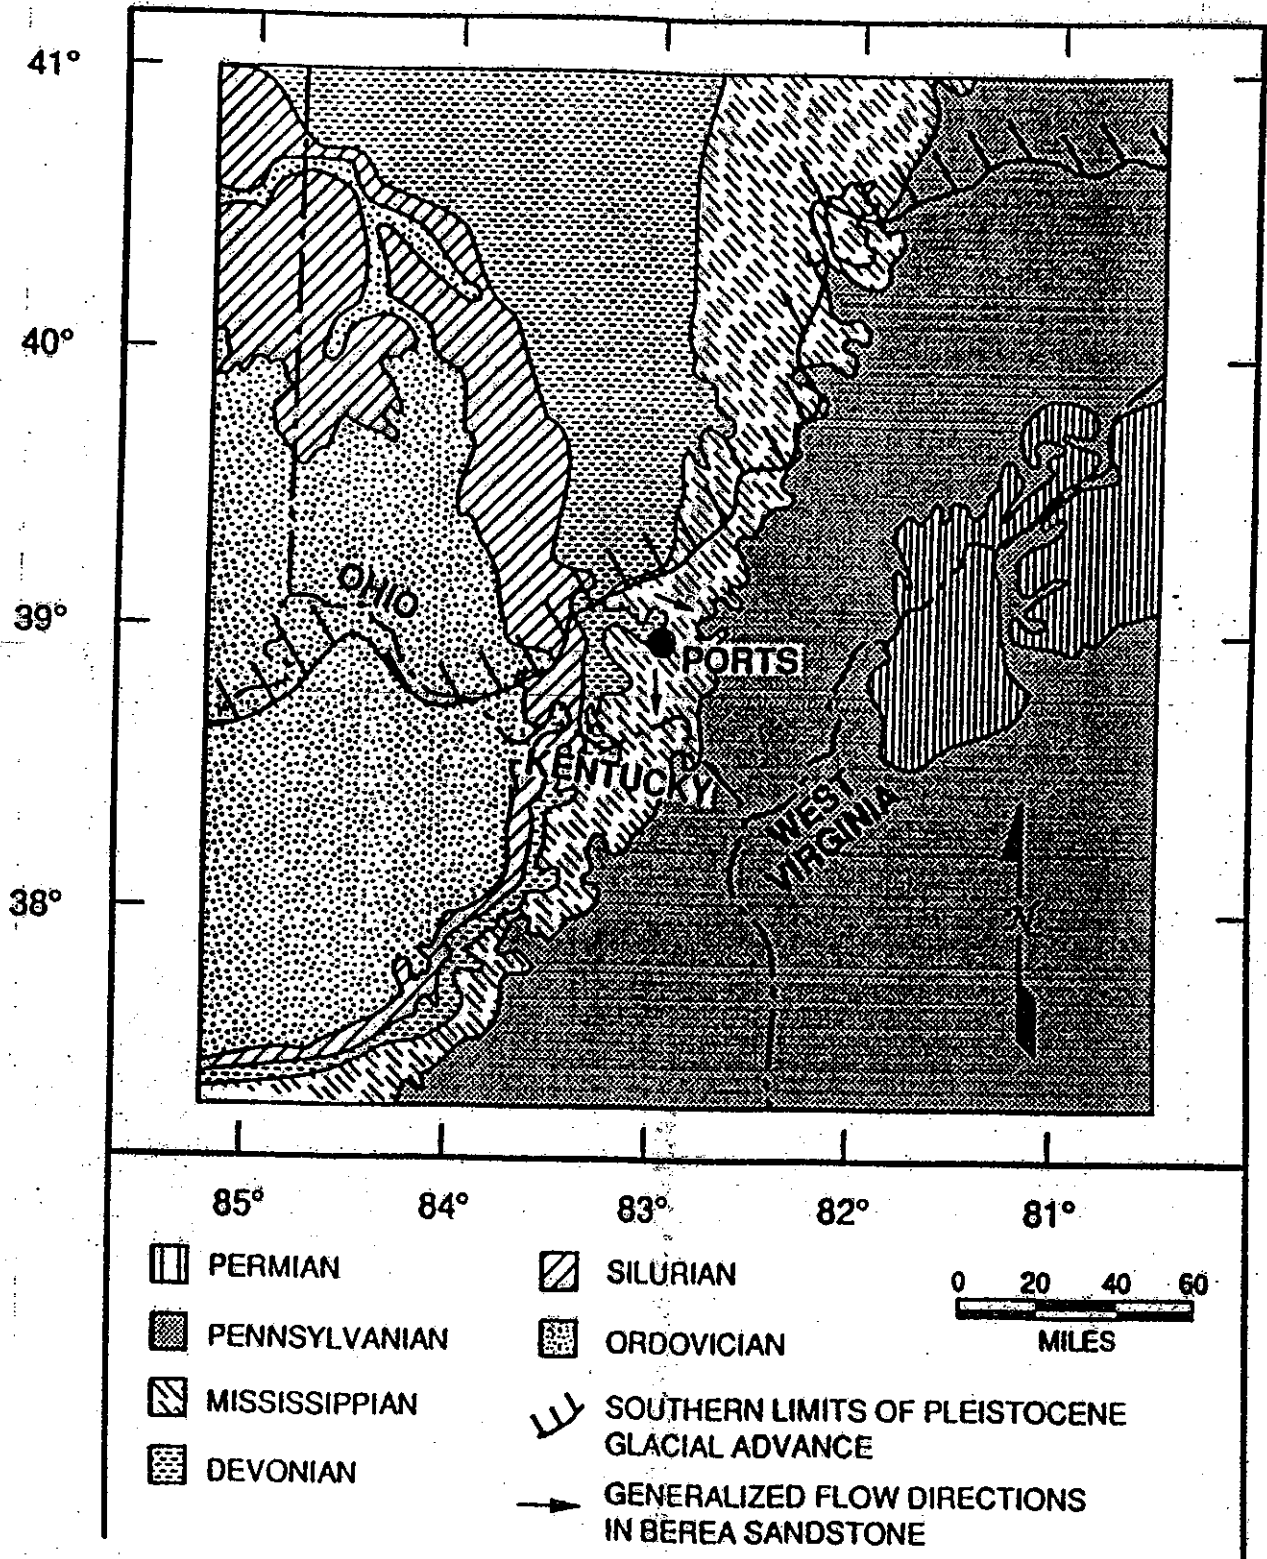 41°
40°
39°
38°
OHIO
PORTS
KENTUCKY
WEST
VIRGINIA
N
85°
84°
83°
82°
81°
PERMIAN
PENNSYLVANIAN
MISSISSIPPIAN
DEVONIAN
SILURIAN
ORDOVICIAN
SOUTHERN LIMITS OF PLEISTOCENE
GLACIAL ADVANCE
GENERALIZED FLOW DIRECTIONS
IN BEREA SANDSTONE
0 20 40 60
MILES